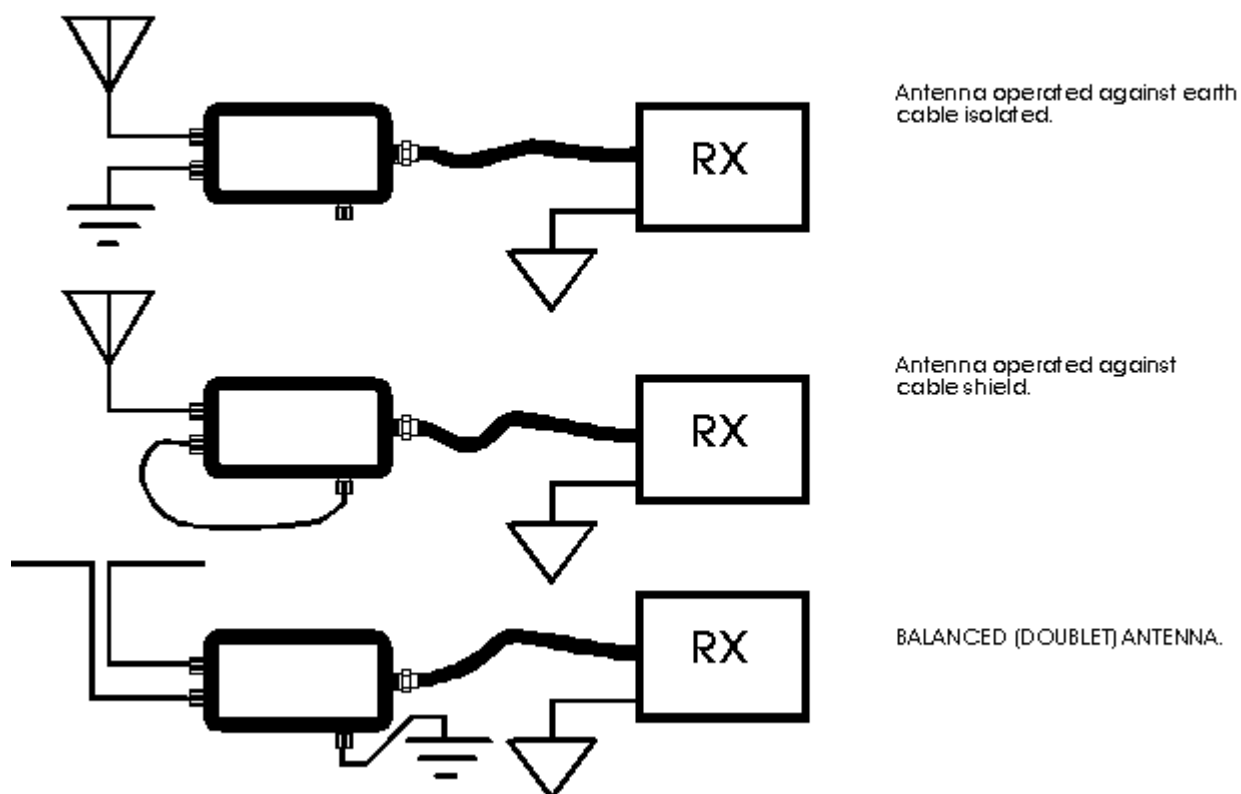 Antenna operated against earth
cable isolated.
RX
Antenna operated against
cable shield.
RX
RX
BALANCED (DOUBLET) ANTENNA.